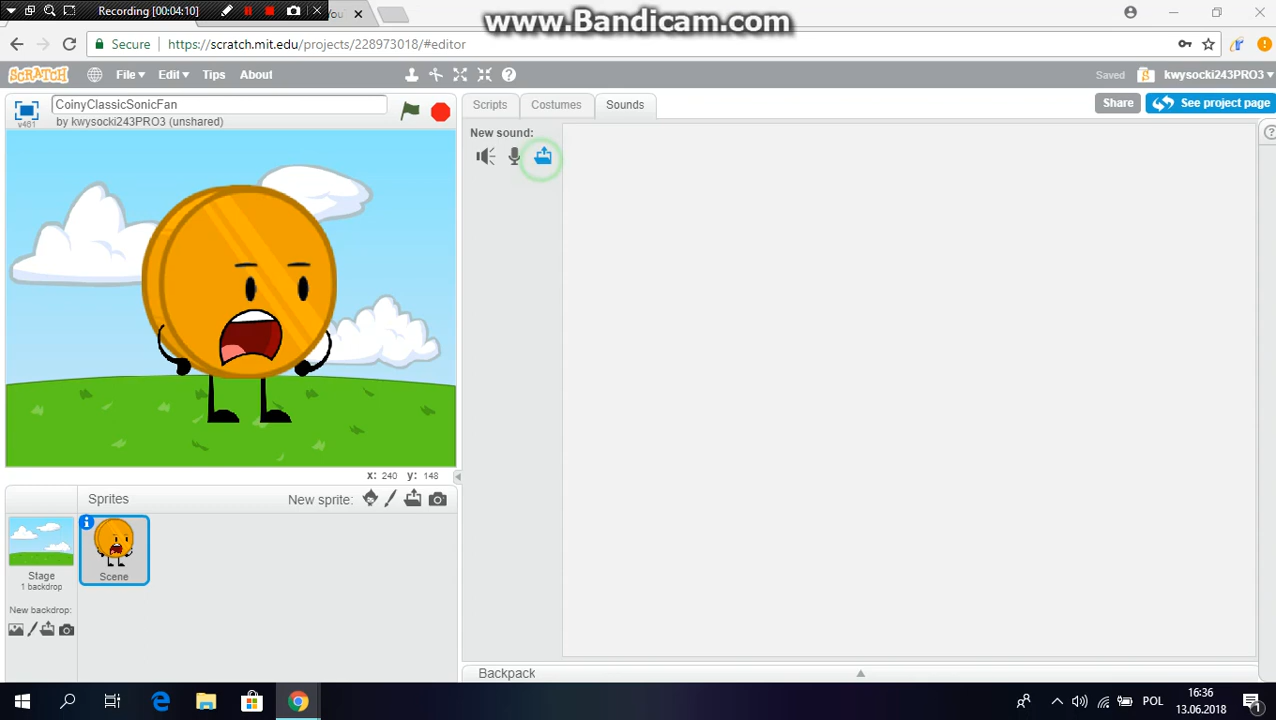 Recording [00:04:10]
www.Bandicam.com
Secure https://scratch.mit.edu/projects/228973018/#editor
SCRATCH File Edit Tips About Saved kwysocki243PRO3
v461 CoinyClassicSonicFan
by kwysocki243PRO3 (unshared)
Scripts Costumes Sounds Share See project page
New sound:
x: 240 y: 148
Sprites New sprite:
Stage
1 backdrop
Scene
New backdrop:
Backpack
POL
16:36
13.06.2018
1